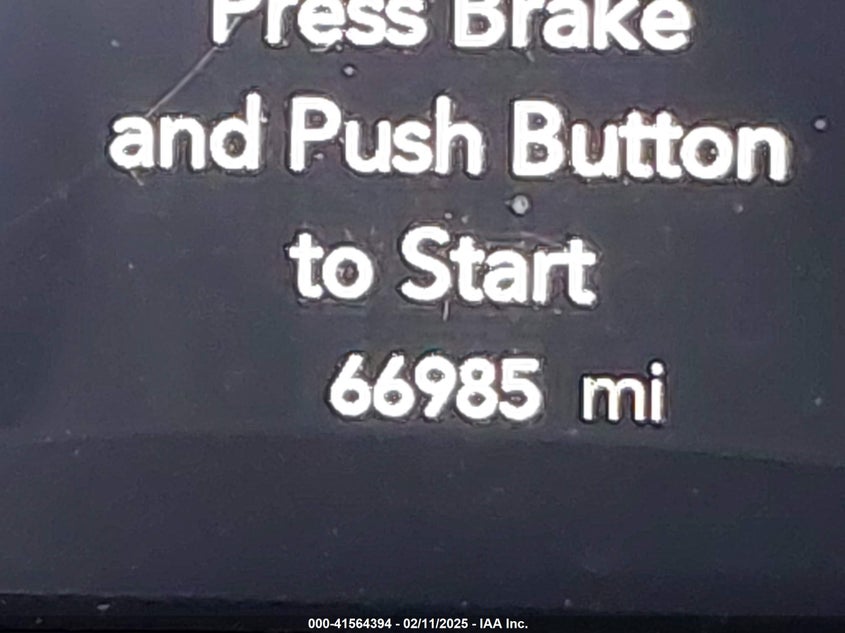 Press Brake
and Push Button
to Start
66985 mi
000-41564394 - 02/11/2025 - IAA Inc.